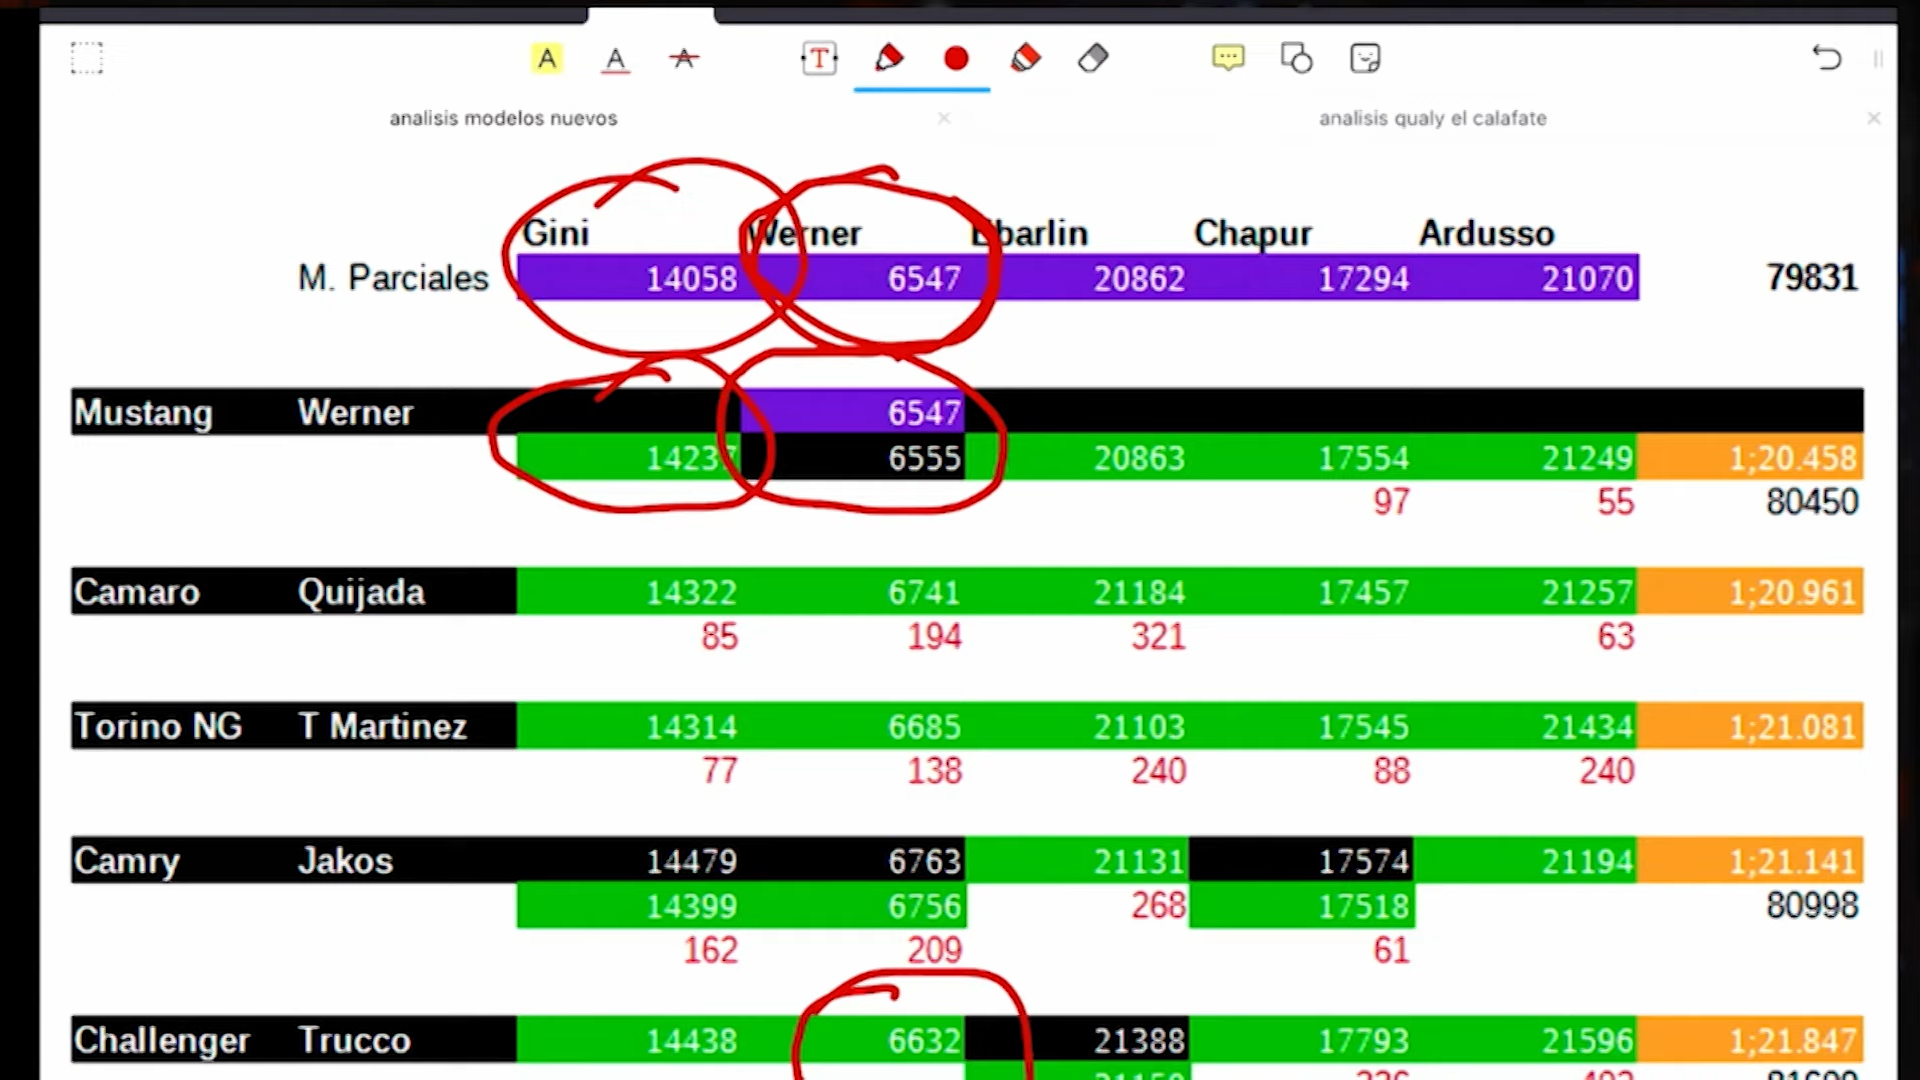 analisis modelos nuevos analisis qualy el calafate
Gini Werner Ebarlin Chapur Ardusso
M. Parciales 14058 6547 20862 17294 21070 79831
Mustang Werner 6547
14237 6555 20863 17554 21249 1;20.458
97 55 80450
Camaro Quijada 14322 6741 21184 17457 21257 1;20.961
85 194 321 63
Torino NG T Martinez 14314 6685 21103 17545 21434 1;21.081
77 138 240 88 240
Camry Jakos 14479 6763 21131 17574 21194 1;21.141
14399 6756 268 17518 80998
162 209 61
Challenger Trucco 14438 6632 21388 17793 21596 1;21.847